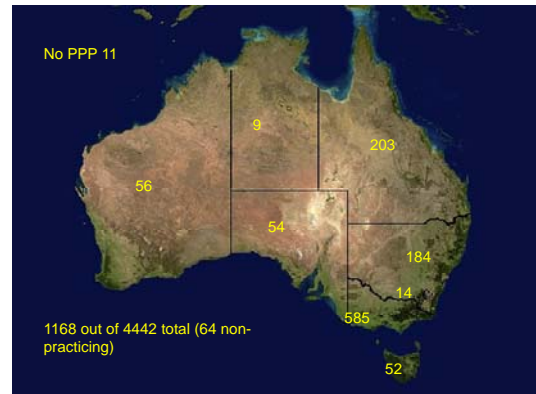 No PPP 11
9
203
56
54
184
14
585
1168 out of 4442 total (64 non-
practicing)
52